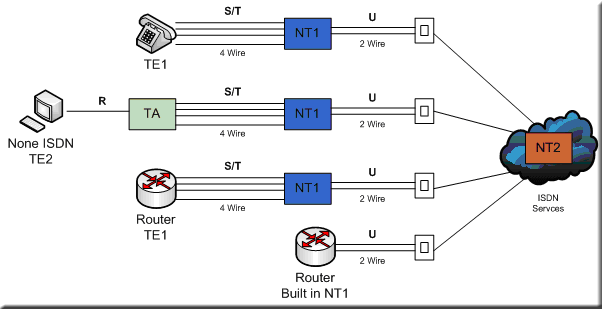 S/T
U
NT1
4 Wire
2 Wire
TE1
R
S/T
U
TA
NT1
4 Wire
2 Wire
None ISDN
TE2
NT2
ISDN
Servces
S/T
U
NT1
4 Wire
2 Wire
Router
TE1
U
2 Wire
Router
Built in NT1